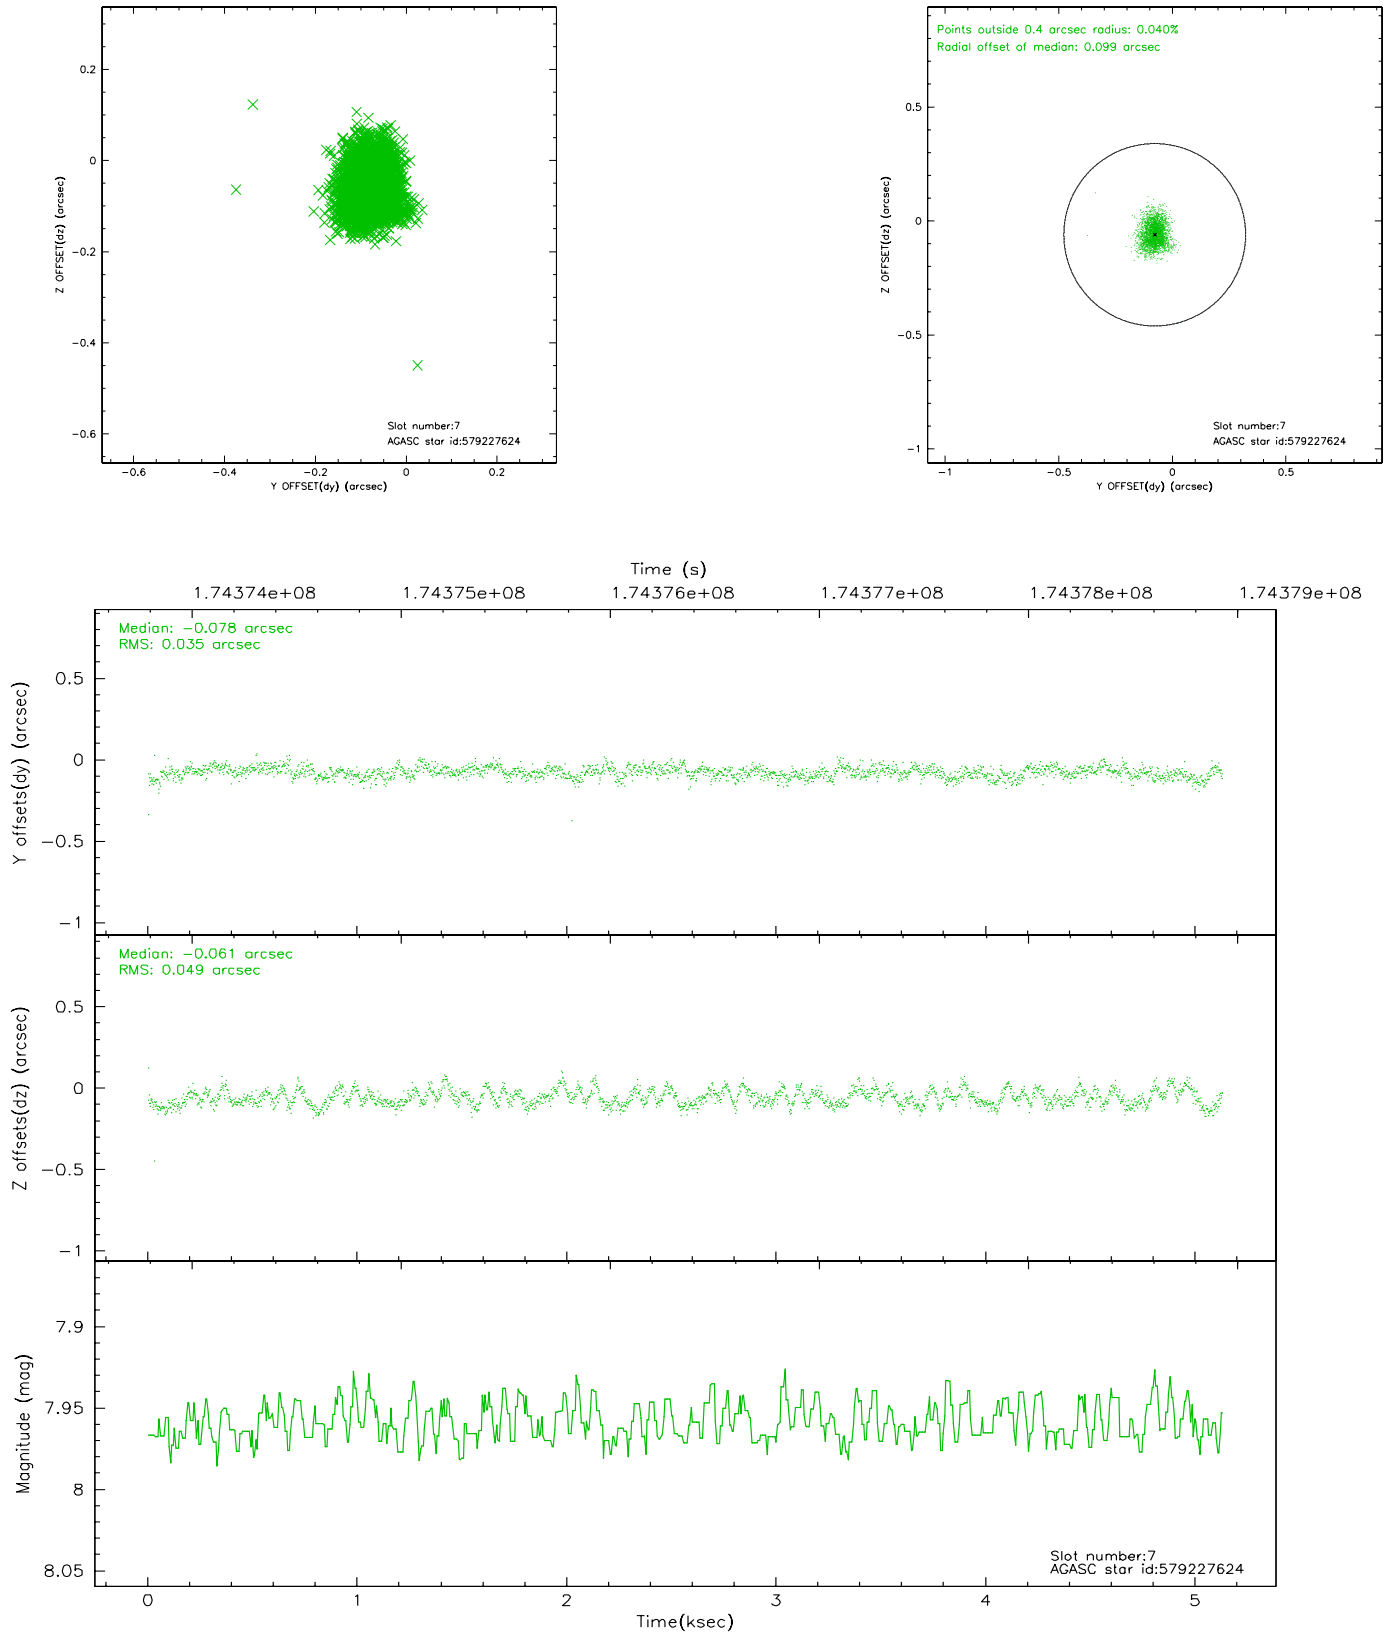 0.2
0
−0.2
−0.4
−0.6
Z OFFSET(dz) (arcsec)
Slot number:7
AGASC star id:579227624
−0.6 −0.4 −0.2 0 0.2
Y OFFSET(dy) (arcsec)
Points outside 0.4 arcsec radius: 0.040%
Radial offset of median: 0.099 arcsec
0.5
0
−0.5
−1
Z OFFSET(dz) (arcsec)
Slot number:7
AGASC star id:579227624
−1 −0.5 0 0.5
Y OFFSET(dy) (arcsec)
Time (s)
1.74374e+08 1.74375e+08 1.74376e+08 1.74377e+08 1.74378e+08 1.74379e+08
Median: −0.078 arcsec
RMS: 0.035 arcsec
0.5
0
−0.5
−1
Y offsets(dy) (arcsec)
Median: −0.061 arcsec
RMS: 0.049 arcsec
0.5
0
−0.5
−1
Z offsets(dz) (arcsec)
7.9
7.95
8
8.05
Magnitude (mag)
Slot number:7
AGASC star id:579227624
0 1 2 3 4 5
Time(ksec)